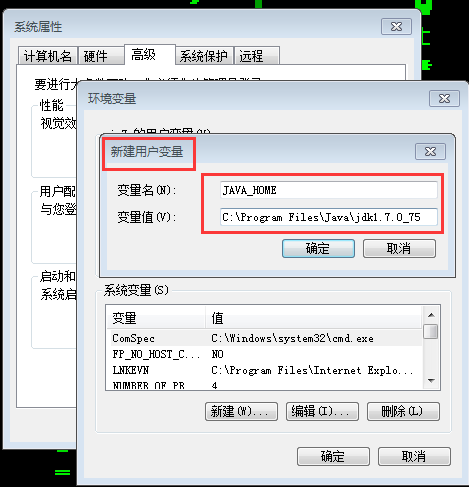 系统属性
计算机名 硬件 高级 系统保护 远程
性能
视觉效
用户配
与您登
启动和
系统启
环境变量
的用户变量(U)
新建用户变量
变量名(N): JAVA_HOME
变量值(V): C:\Program Files\Java\jdk1.7.0_75
确定 取消
系统变量(S)
变量 值
ComSpec C:\Windows\system32\cmd.exe
FP_NO_HOST_C... NO
LNKEVN C:\Program Files\Internet Explo...
NUMBER_OF_PR 4
新建(W)... 编辑(I)... 删除(L)
确定 取消